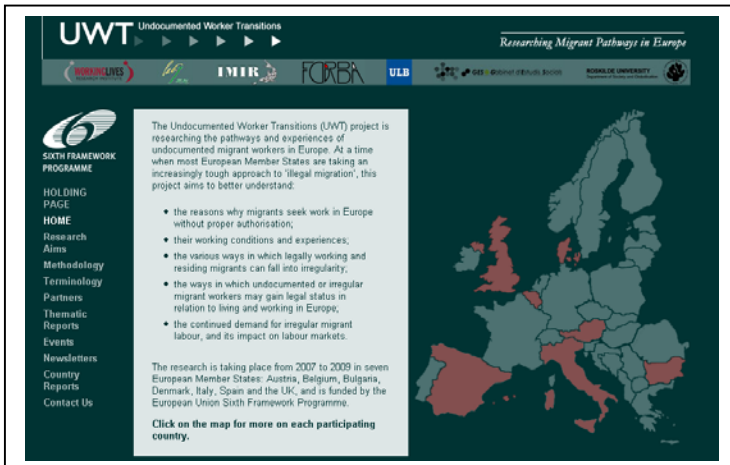 UWT Undocumented Worker Transitions
Researching Migrant Pathways in Europe
WORKINGLIVES
RESEARCH INSTITUTE
IMIR
FORBA
ULB
GES Gabinet d'Estudis Socials
ROSKILDE UNIVERSITY
SIXTH FRAMEWORK
PROGRAMME
HOLDING
PAGE
HOME
Research
Aims
Methodology
Terminology
Partners
Thematic
Reports
Events
Newsletters
Country
Reports
Contact Us
The Undocumented Worker Transitions (UWT) project is
researching the pathways and experiences of
undocumented migrant workers in Europe. At a time
when most European Member States are taking an
increasingly tough approach to 'illegal migration', this
project aims to better understand:
the reasons why migrants seek work in Europe
without proper authorisation;
their working conditions and experiences;
the various ways in which legally working and
residing migrants can fall into irregularity;
the ways in which undocumented or irregular
migrant workers may gain legal status in
relation to living and working in Europe;
the continued demand for irregular migrant
labour, and its impact on labour markets.
The research is taking place from 2007 to 2009 in seven
European Member States: Austria, Belgium, Bulgaria,
Denmark, Italy, Spain and the UK, and is funded by the
European Union Sixth Framework Programme.
Click on the map for more on each participating
country.